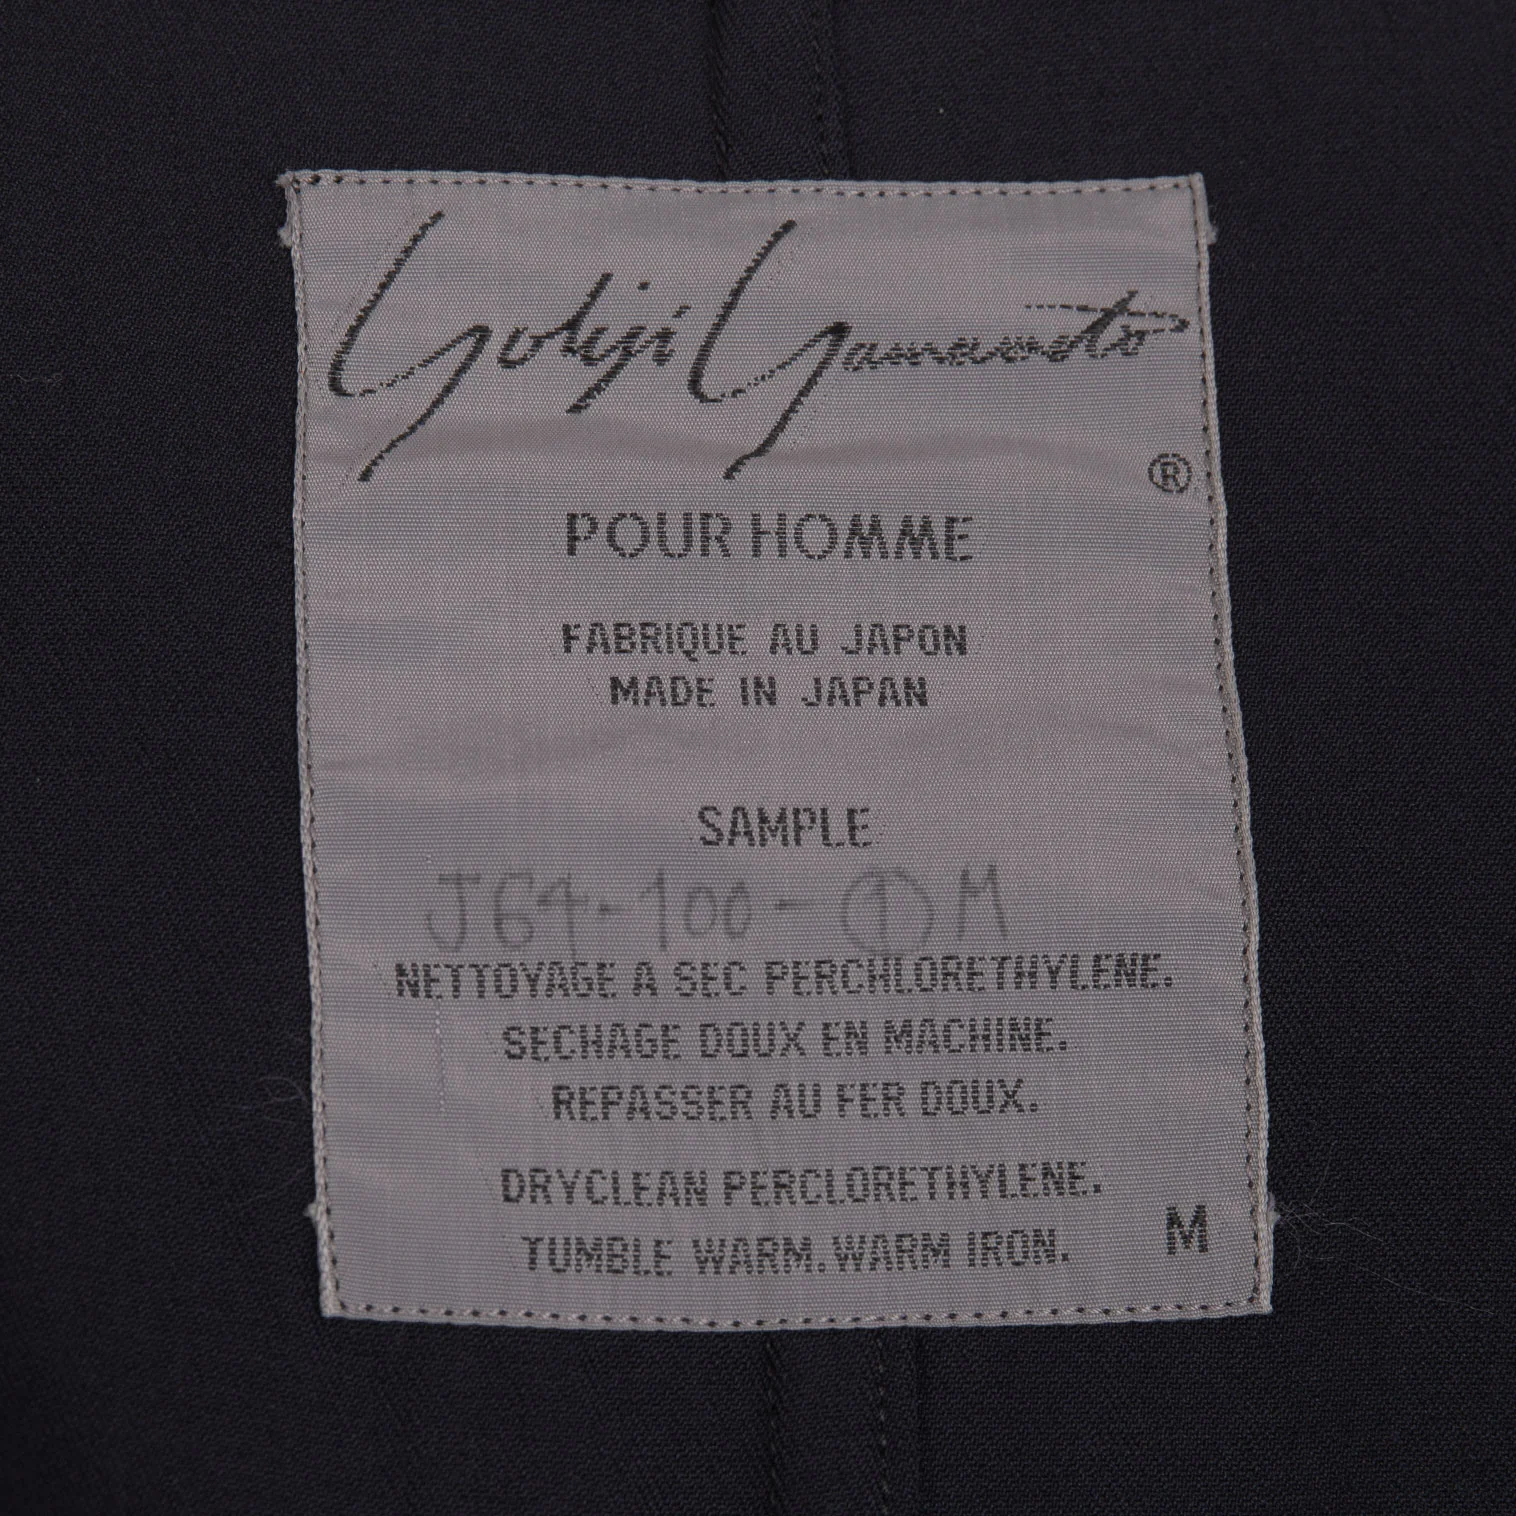 Yohji Yamamoto
®
POUR HOMME
FABRIQUE AU JAPON
MADE IN JAPAN
SAMPLE
J64-100-① M
NETTOYAGE A SEC PERCHLORETHYLENE.
SECHAGE DOUX EN MACHINE.
REPASSER AU FER DOUX.
DRYCLEAN PERCLORETHYLENE.
TUMBLE WARM. WARM IRON.
M